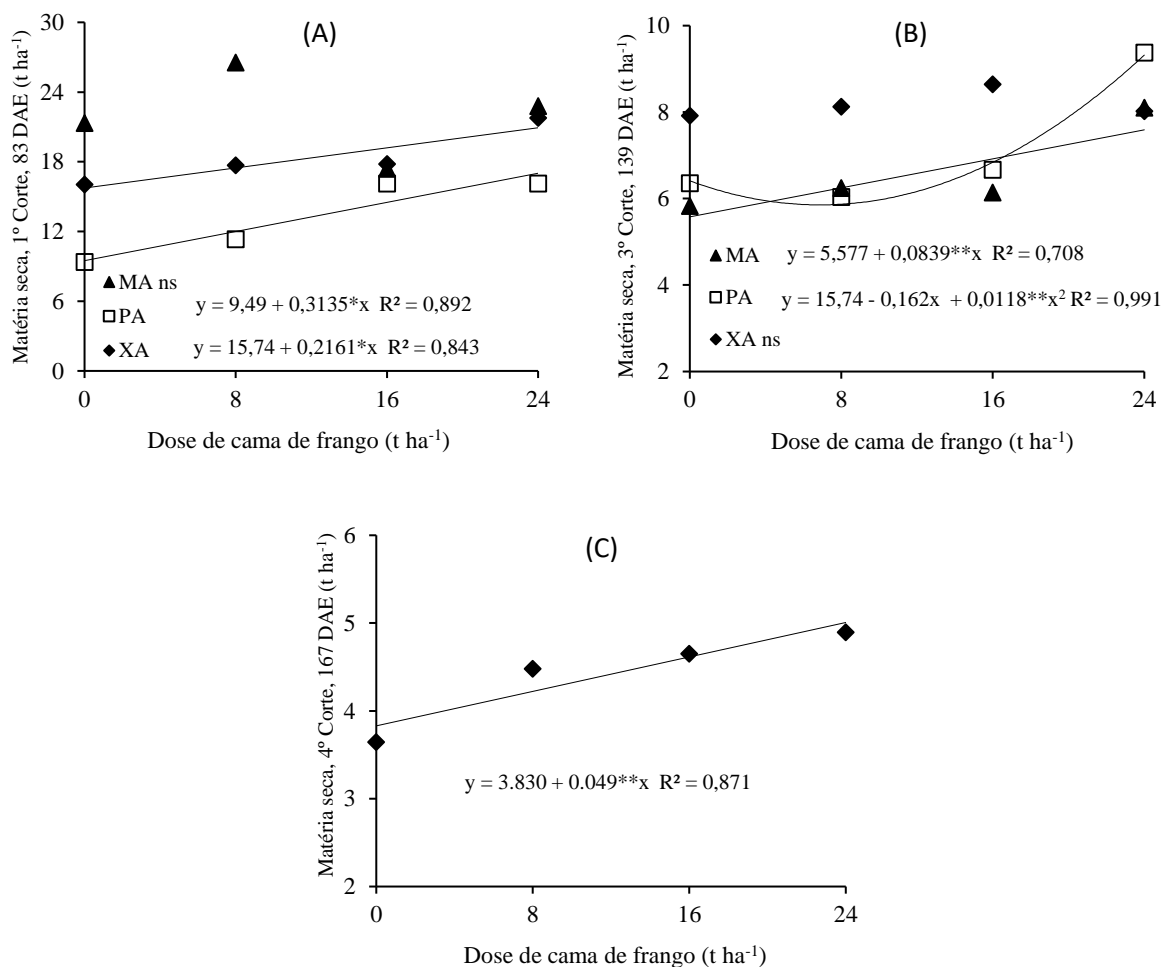 (A)
Matéria seca, 1º Corte, 83 DAE (t ha-1)
30
24
18
12
6
0
MA ns
PA
XA
y = 9,49 + 0,3135*x R² = 0,892
y = 15,74 + 0,2161*x R² = 0,843
0 8 16 24
Dose de cama de frango (t ha-1)
(B)
Matéria seca, 3º Corte, 139 DAE (t ha-1)
10
8
6
4
2
MA y = 5,577 + 0,0839**x R² = 0,708
PA y = 15,74 - 0,162x + 0,0118**x² R² = 0,991
XA ns
0 8 16 24
Dose de cama de frango (t ha-1)
(C)
Matéria seca, 4º Corte, 167 DAE (t ha-1)
6
5
4
3
2
y = 3.830 + 0.049**x R² = 0,871
0 8 16 24
Dose de cama de frango (t ha-1)